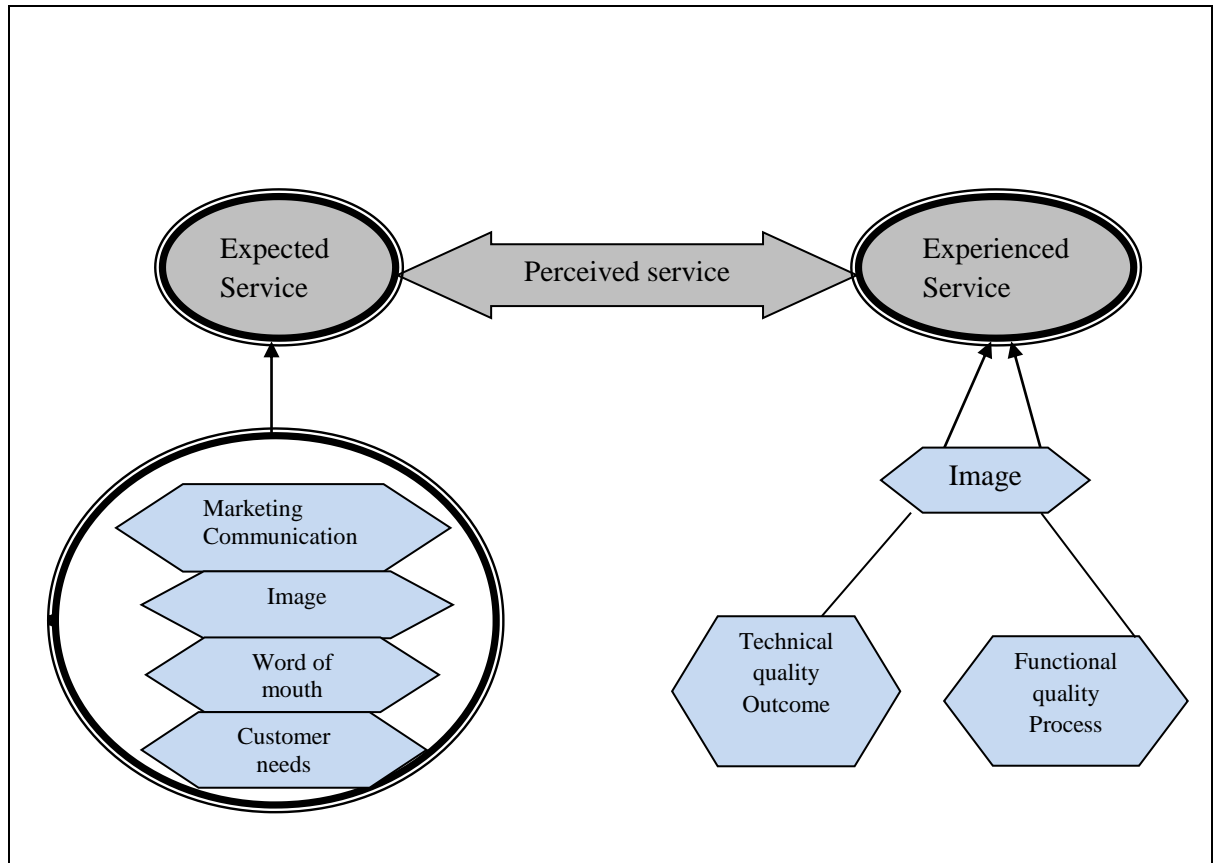 Expected
Service
Perceived service
Experienced
Service
Marketing
Communication
Image
Word of
mouth
Customer
needs
Image
Technical
quality
Outcome
Functional
quality
Process